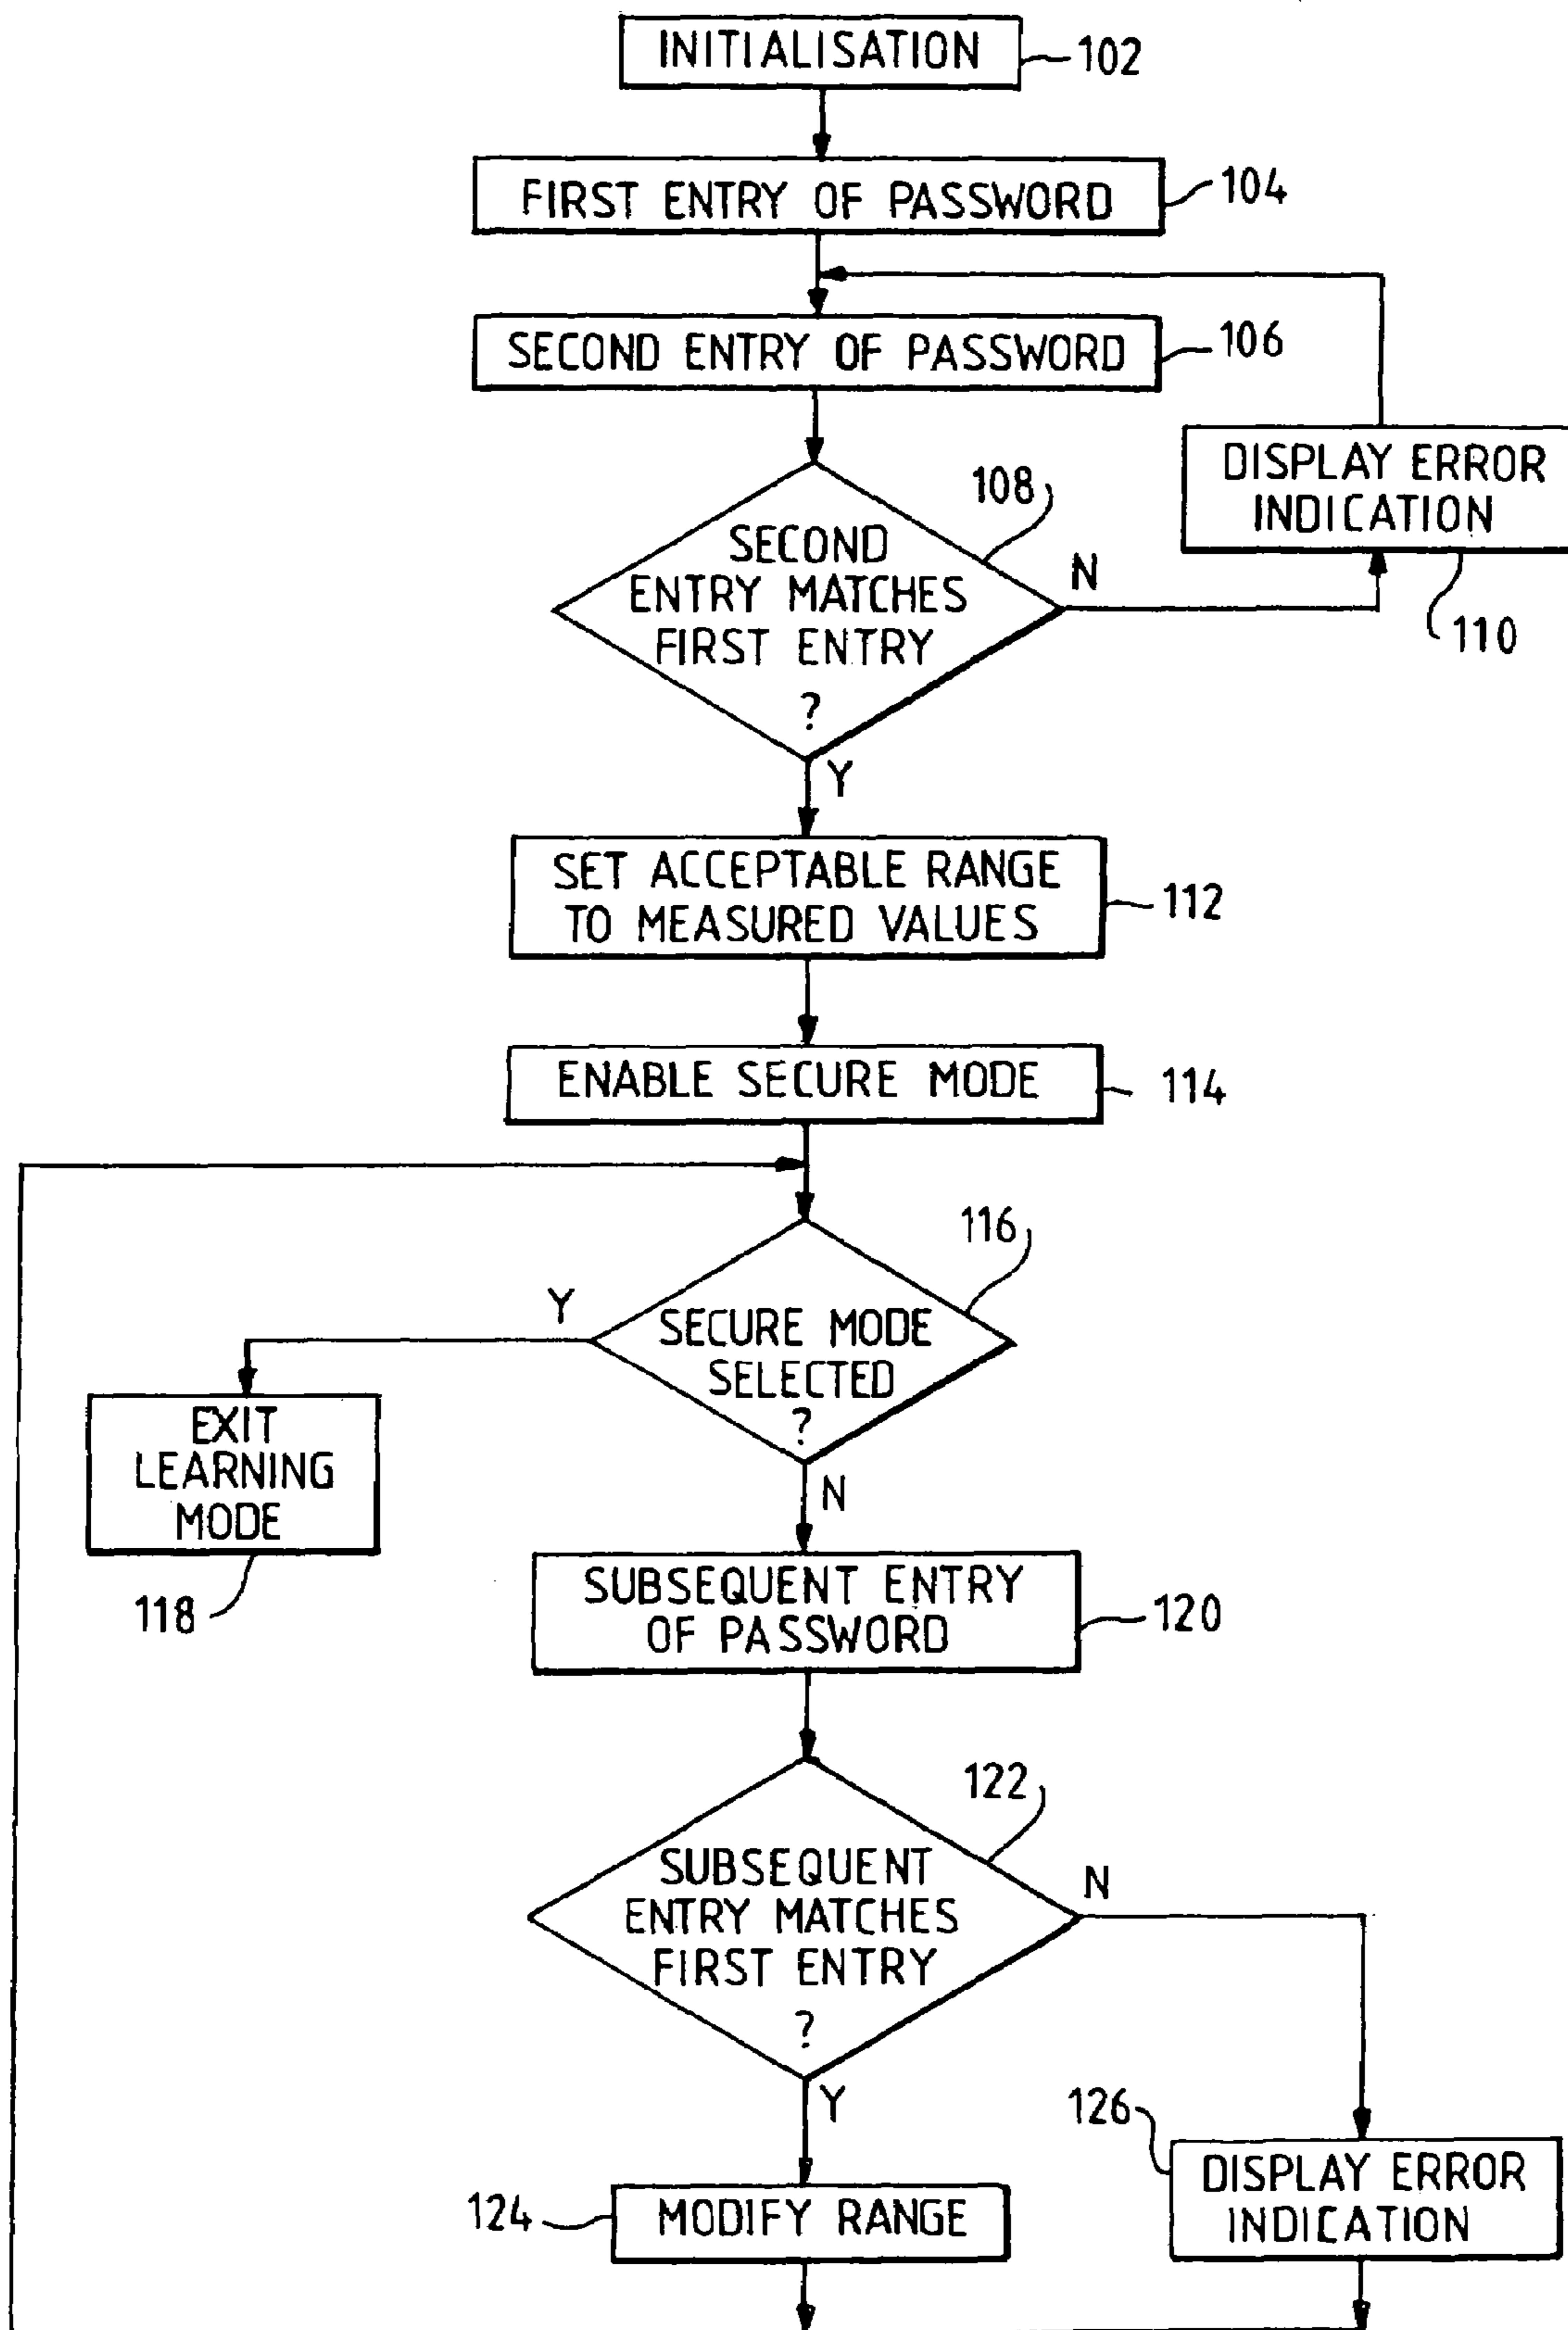 INITIALISATION
102
FIRST ENTRY OF PASSWORD
104
SECOND ENTRY OF PASSWORD
106
DISPLAY ERROR
INDICATION
110
108
SECOND
ENTRY MATCHES
FIRST ENTRY
?
N
Y
SET ACCEPTABLE RANGE
TO MEASURED VALUES
112
ENABLE SECURE MODE
114
116
SECURE MODE
SELECTED
?
Y
N
EXIT
LEARNING
MODE
118
SUBSEQUENT ENTRY
OF PASSWORD
120
122
SUBSEQUENT
ENTRY MATCHES
FIRST ENTRY
?
N
Y
124
MODIFY RANGE
126
DISPLAY ERROR
INDICATION